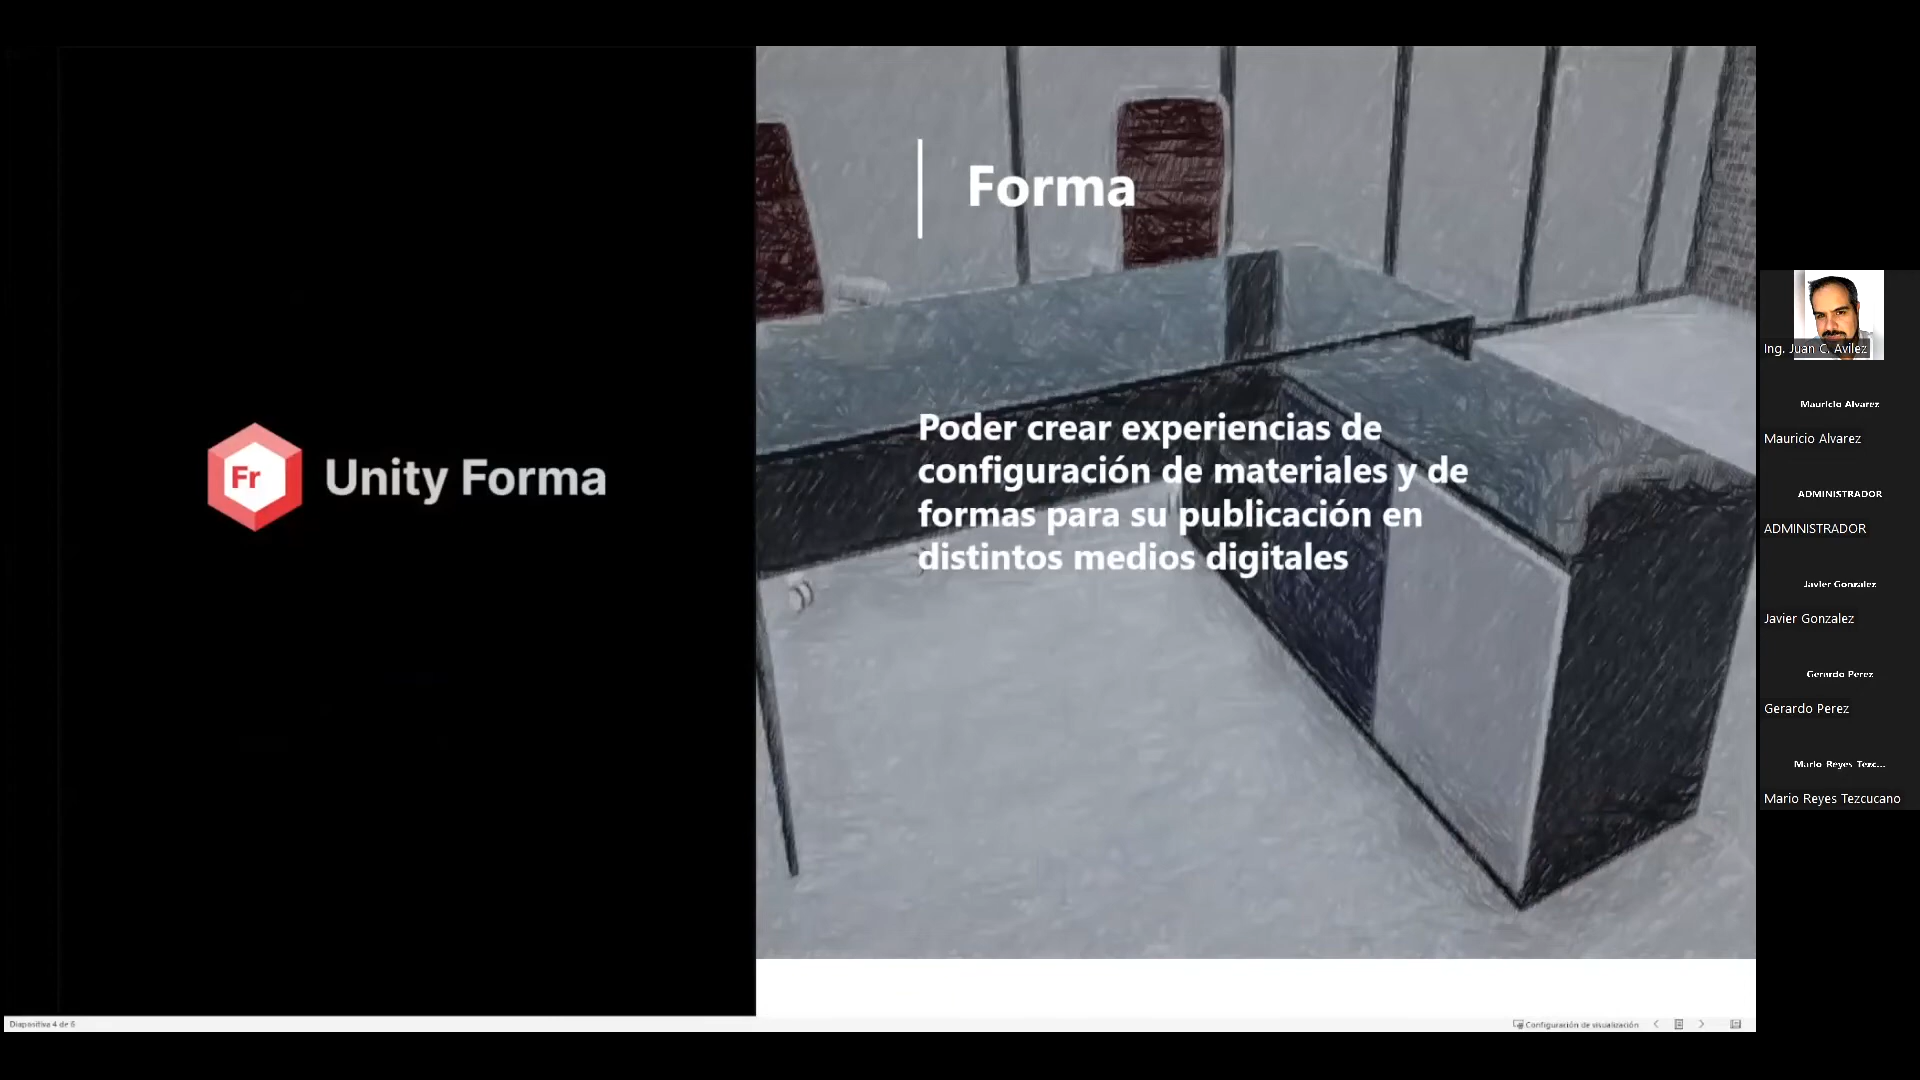 Forma
Fr
Unity Forma
Poder crear experiencias de
configuración de materiales y de
formas para su publicación en
distintos medios digitales
Ing. Juan C. Avilez
Mauricio Alvarez
Mauricio Alvarez
ADMINISTRADOR
ADMINISTRADOR
Javier Gonzalez
Javier Gonzalez
Gerardo Perez
Gerardo Perez
Mario Reyes Tezc...
Mario Reyes Tezcucano
Diapositiva 4 de 6
Configuración de visualización